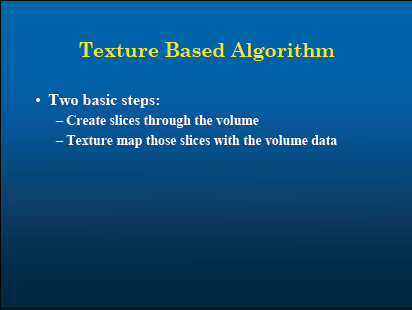 Texture Based Algorithm
• Two basic steps:
– Create slices through the volume
– Texture map those slices with the volume data